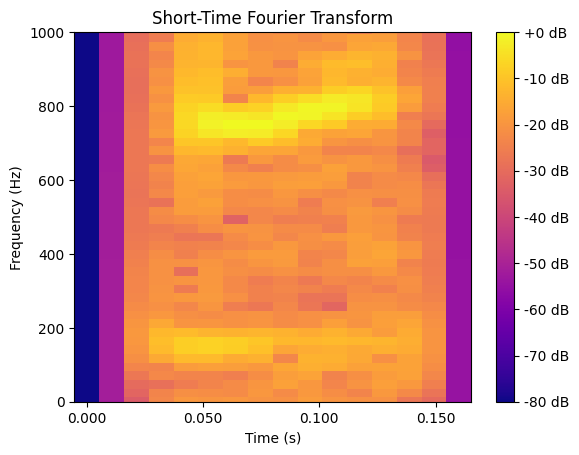 Short-Time Fourier Transform
Frequency (Hz)
1000
800
600
400
200
0
0.000
0.050
0.100
0.150
Time (s)
+0 dB
-10 dB
-20 dB
-30 dB
-40 dB
-50 dB
-60 dB
-70 dB
-80 dB